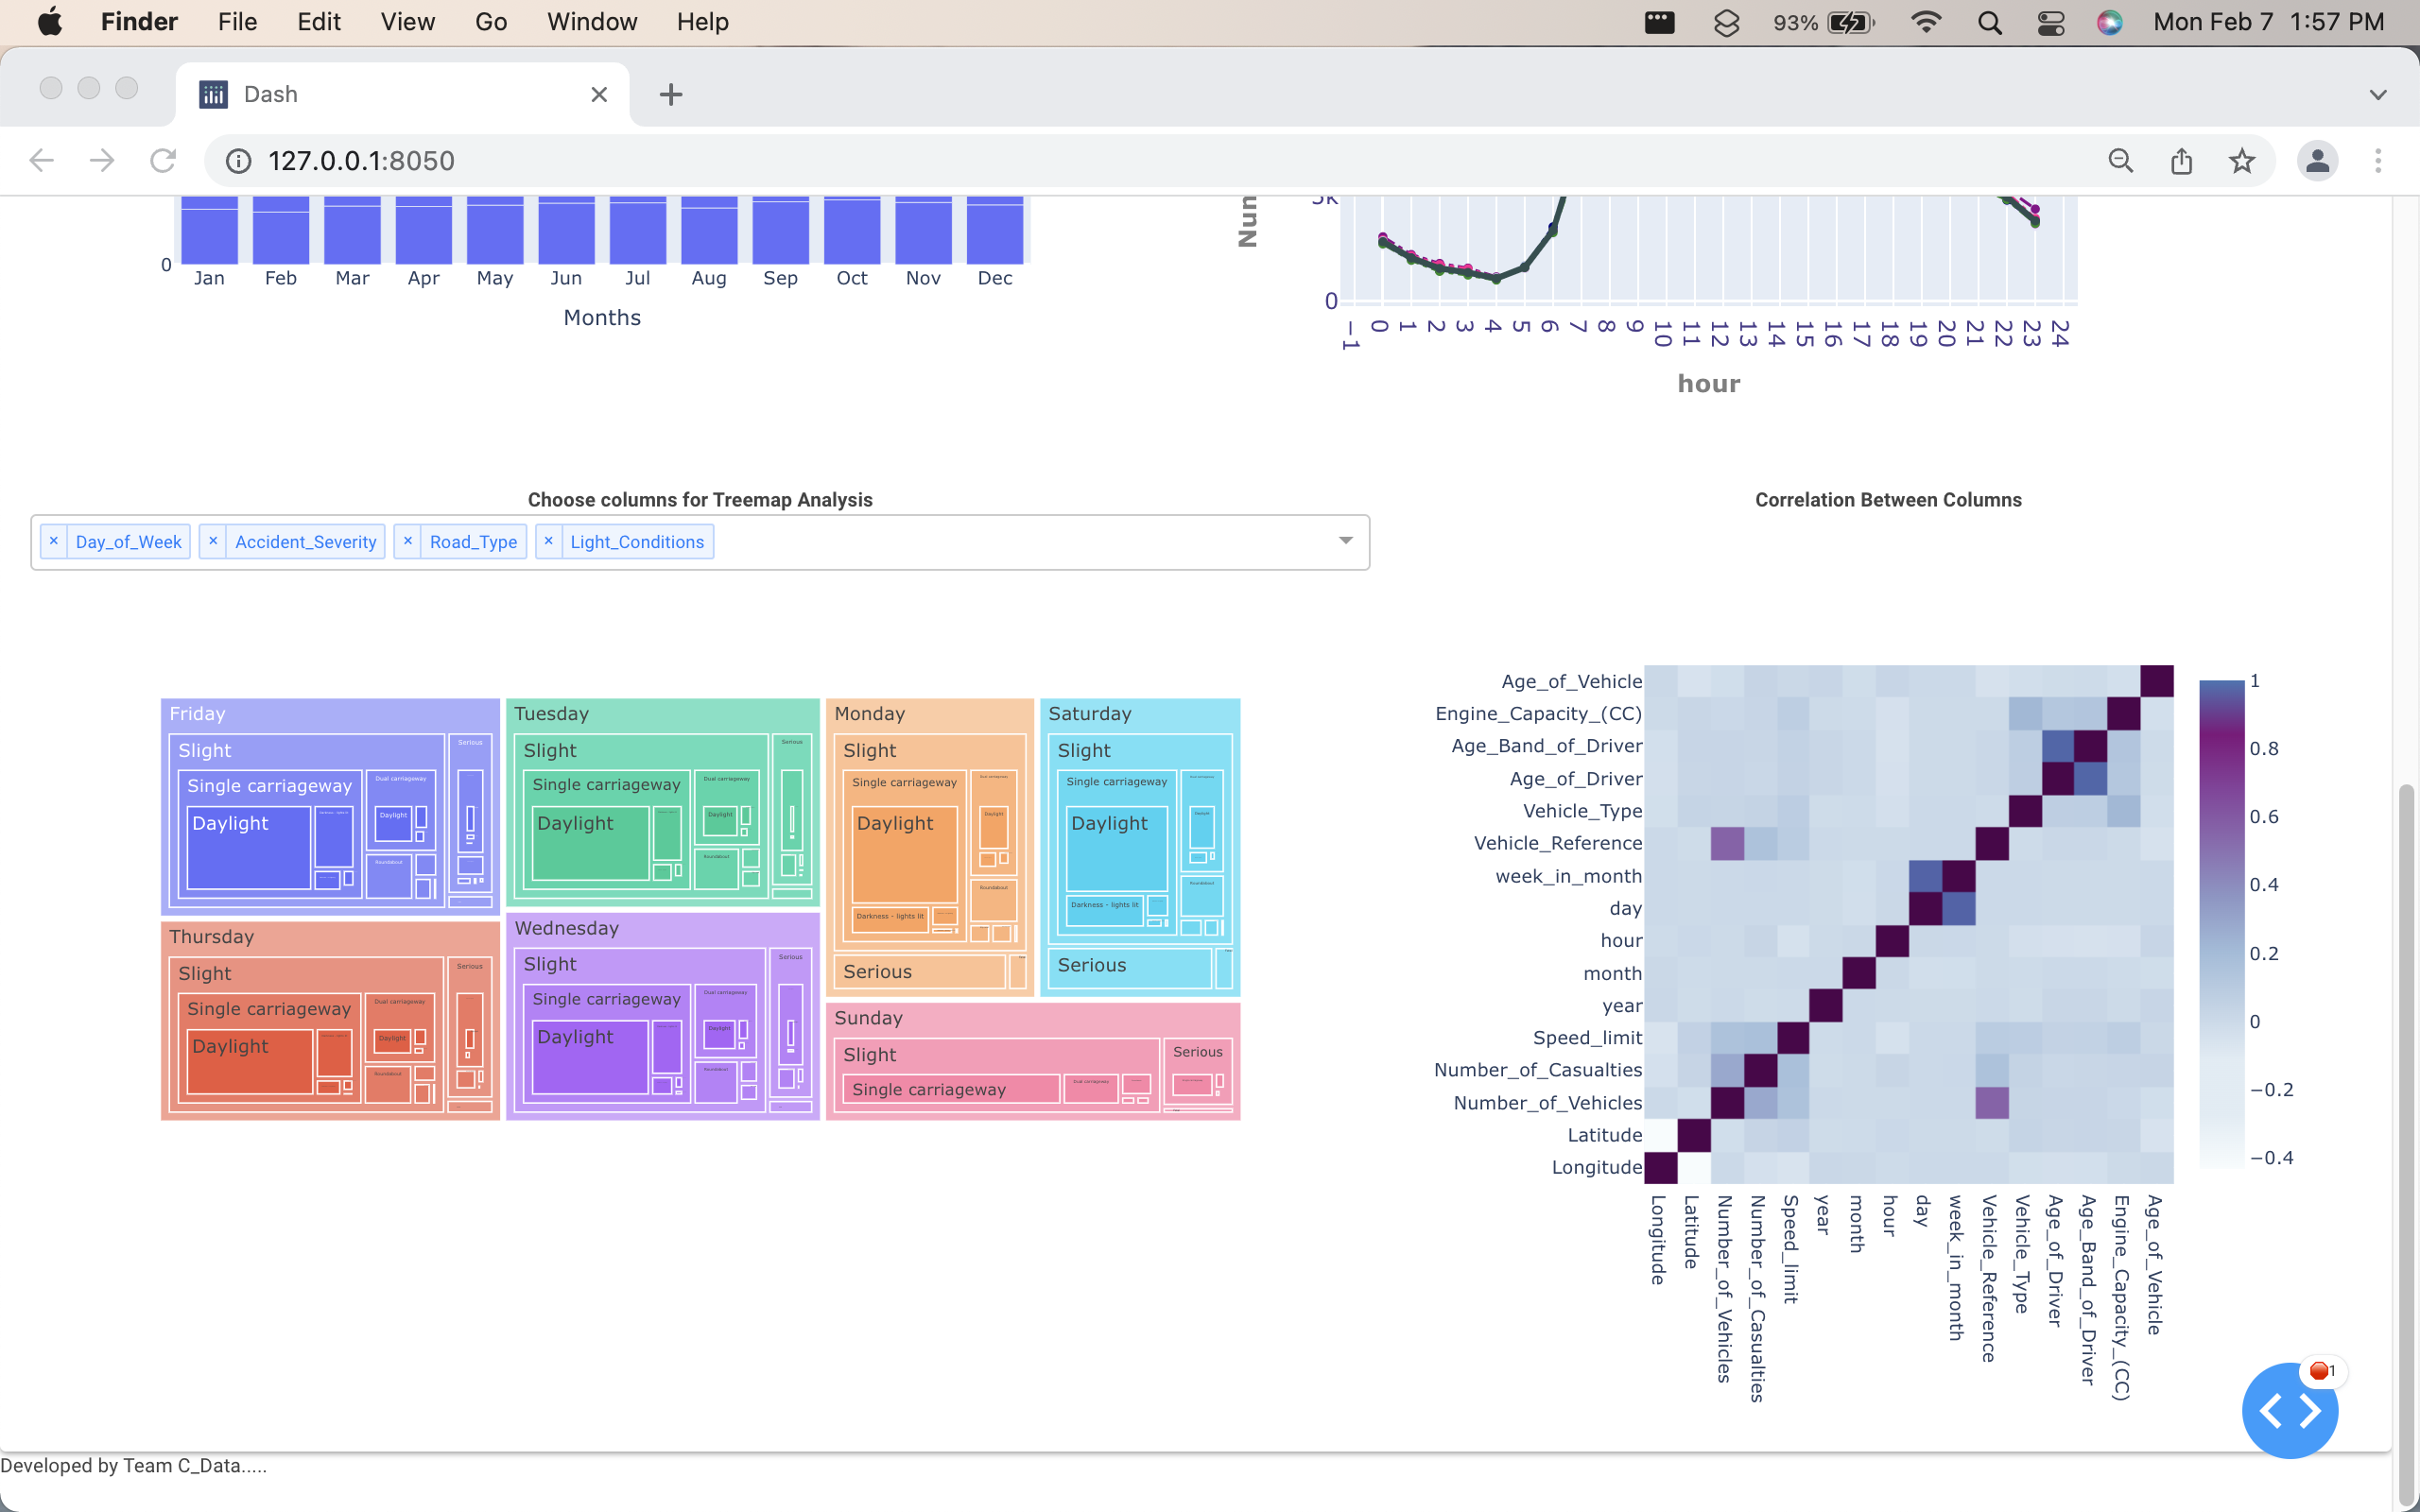 Finder File Edit View Go Window Help 93% Mon Feb 7 1:57 PM
Dash
127.0.0.1:8050
0
Jan Feb Mar Apr May Jun Jul Aug Sep Oct Nov Dec
Months
5k
0
−1 0 1 2 3 4 5 6 7 8 9 10 11 12 13 14 15 16 17 18 19 20 21 22 23 24
hour
Choose columns for Treemap Analysis
× Day_of_Week × Accident_Severity × Road_Type × Light_Conditions
Friday
Slight
Serious
Single carriageway
Dual carriageway
Daylight
Daylight
Roundabout
Tuesday
Slight
Serious
Single carriageway
Dual carriageway
Daylight
Daylight
Roundabout
Monday
Slight
Single carriageway
Daylight
Daylight
Roundabout
Darkness - lights lit
Serious
Saturday
Slight
Single carriageway
Daylight
Daylight
Roundabout
Darkness - lights lit
Serious
Thursday
Slight
Serious
Single carriageway
Dual carriageway
Daylight
Daylight
Roundabout
Wednesday
Slight
Serious
Single carriageway
Dual carriageway
Daylight
Daylight
Roundabout
Sunday
Slight
Serious
Single carriageway
Dual carriageway
Correlation Between Columns
Age_of_Vehicle
Engine_Capacity_(CC)
Age_Band_of_Driver
Age_of_Driver
Vehicle_Type
Vehicle_Reference
week_in_month
day
hour
month
year
Speed_limit
Number_of_Casualties
Number_of_Vehicles
Latitude
Longitude
Longitude
Latitude
Number_of_Vehicles
Number_of_Casualties
Speed_limit
year
month
hour
day
week_in_month
Vehicle_Reference
Vehicle_Type
Age_of_Driver
Age_Band_of_Driver
Engine_Capacity_(CC)
Age_of_Vehicle
1
0.8
0.6
0.4
0.2
0
−0.2
−0.4
1
Developed by Team C_Data.....